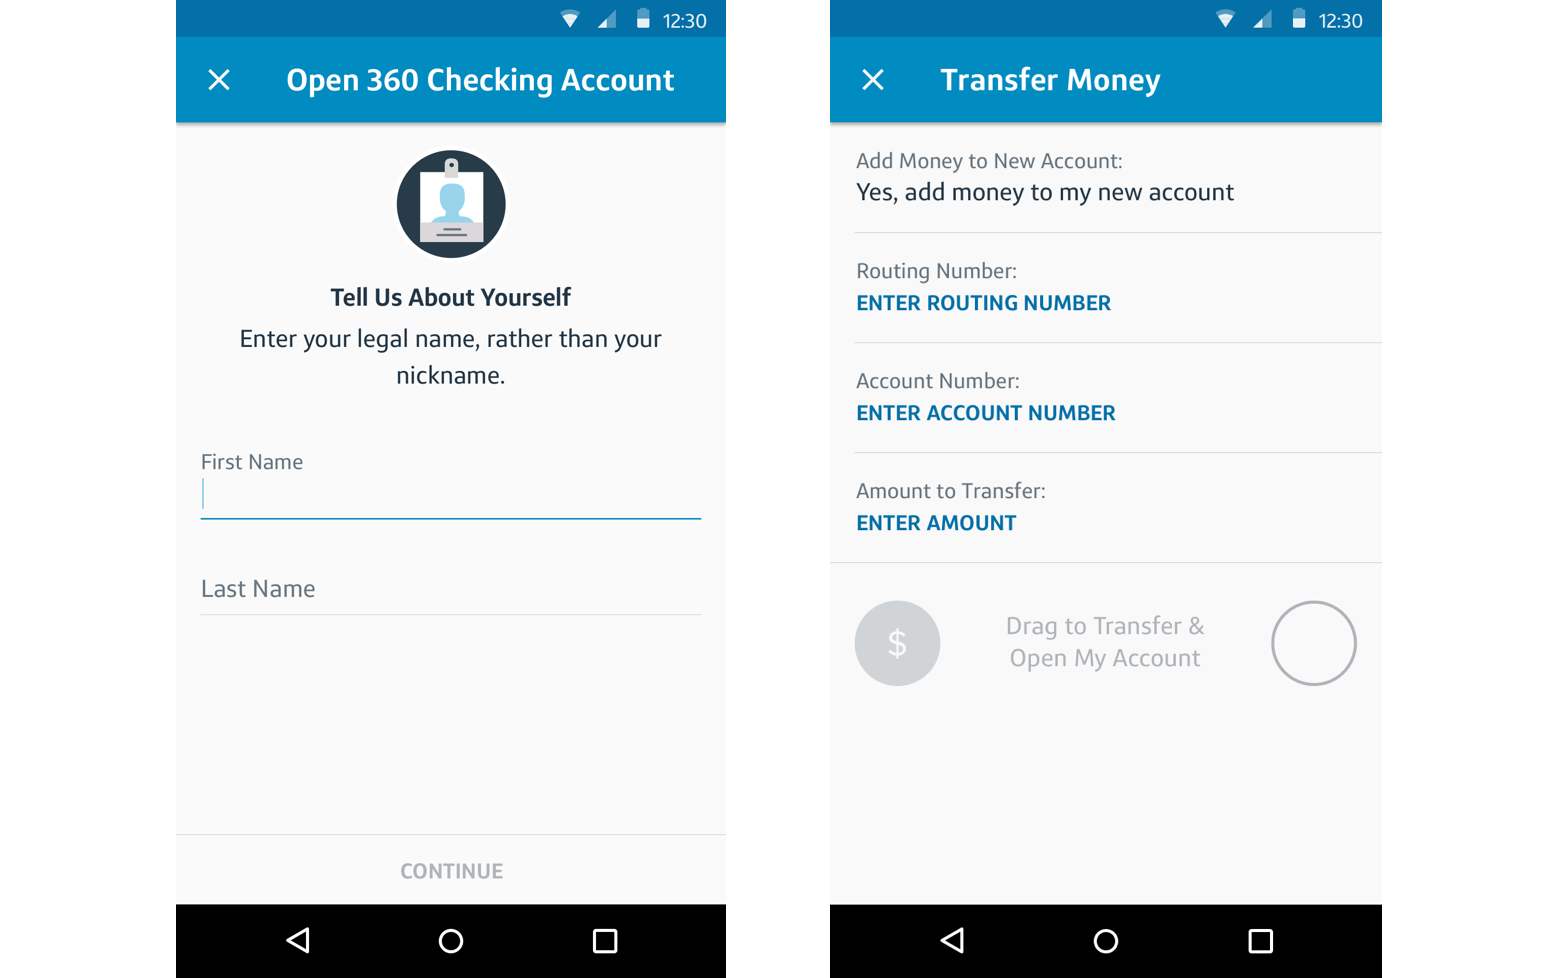 12:30
Open 360 Checking Account
Tell Us About Yourself
Enter your legal name, rather than your
nickname.
First Name
Last Name
CONTINUE
12:30
Transfer Money
Add Money to New Account:
Yes, add money to my new account
Routing Number:
ENTER ROUTING NUMBER
Account Number:
ENTER ACCOUNT NUMBER
Amount to Transfer:
ENTER AMOUNT
$
Drag to Transfer &
Open My Account